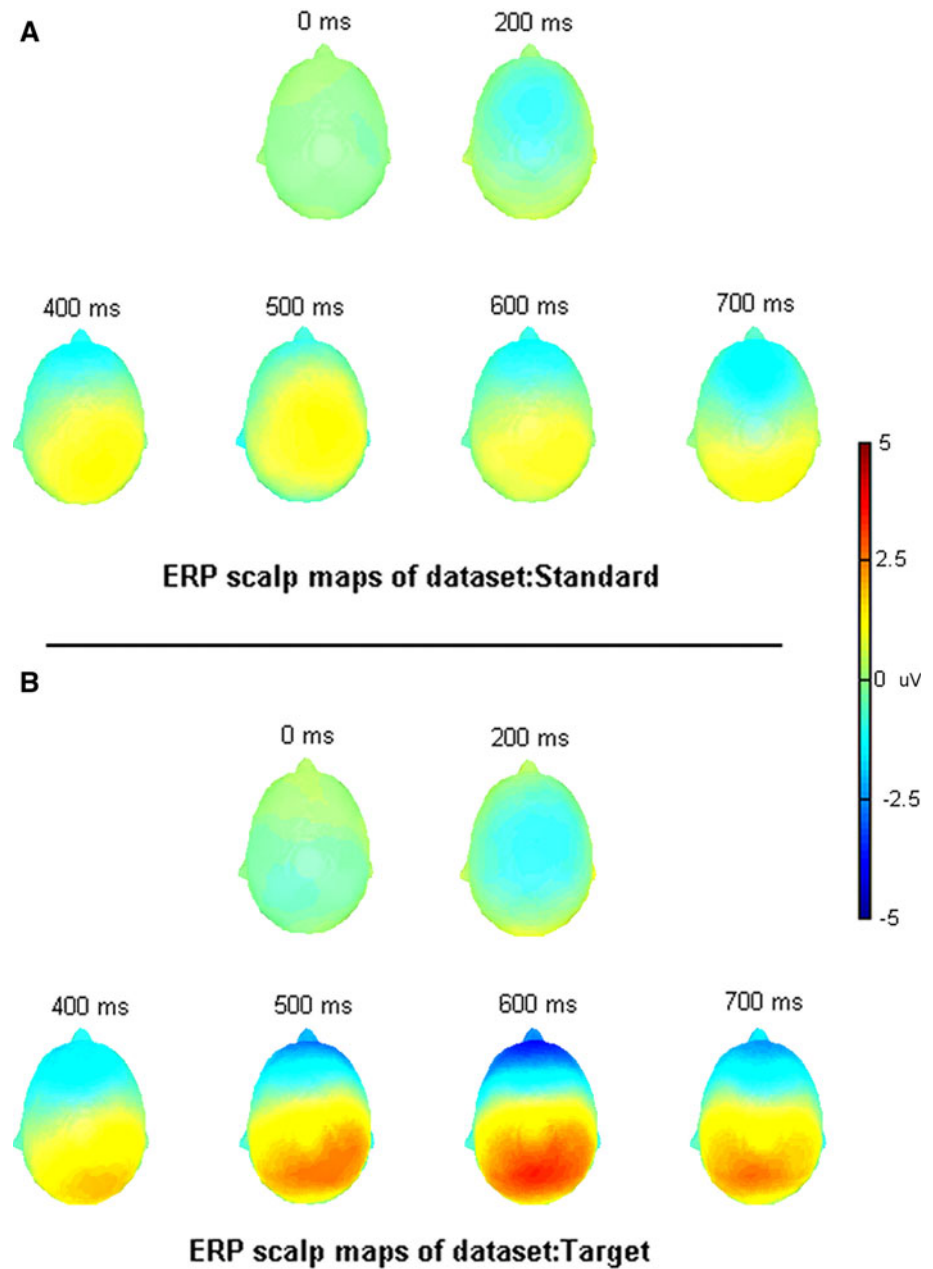 A
0 ms
200 ms
400 ms
500 ms
600 ms
700 ms
ERP scalp maps of dataset:Standard
5
2.5
0 uV
-2.5
-5
B
0 ms
200 ms
400 ms
500 ms
600 ms
700 ms
ERP scalp maps of dataset:Target